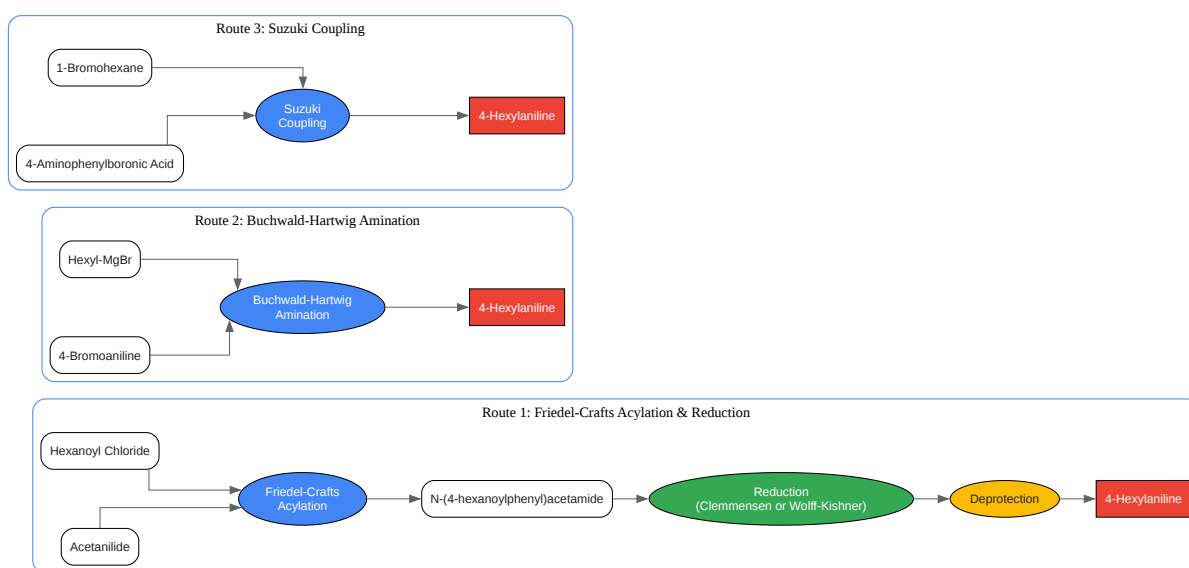 Route 3: Suzuki Coupling
1-Bromohexane
Suzuki
Coupling
4-Hexylaniline
4-Aminophenylboronic Acid
Route 2: Buchwald-Hartwig Amination
Hexyl-MgBr
Buchwald-Hartwig
Amination
4-Hexylaniline
4-Bromoaniline
Route 1: Friedel-Crafts Acylation & Reduction
Hexanoyl Chloride
Friedel-Crafts
Acylation
N-(4-hexanoylphenyl)acetamide
Reduction
(Clemmensen or Wolff-Kishner)
Deprotection
4-Hexylaniline
Acetanilide